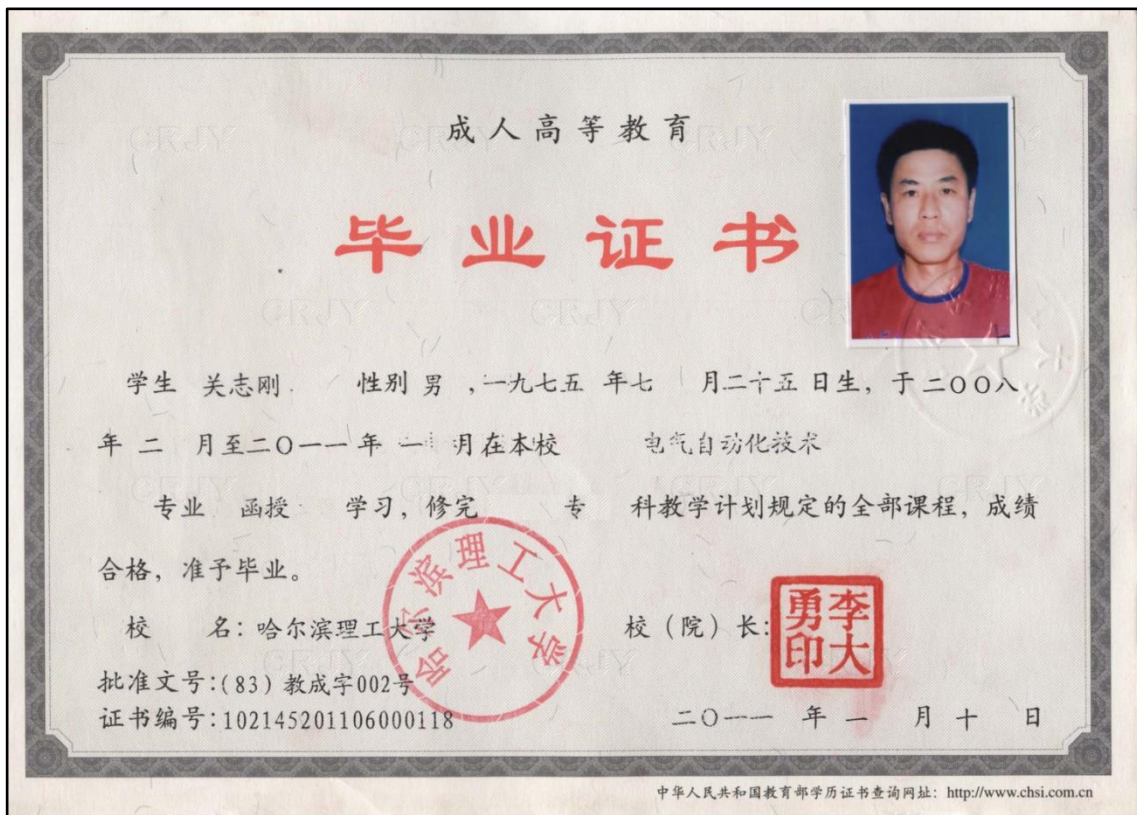 成人高等教育
毕业证书
学生 关志刚 性别 男 ,一九七五 年七 月二十五 日生, 于二〇〇八
年 二 月至二〇一一年 一 月在本校 电气自动化技术
专业 函授 学习, 修完 专 科教学计划规定的全部课程, 成绩
合格, 准予毕业。
校 名: 哈尔滨理工大学 校(院)长:
哈尔滨理工大学
李大勇印
批准文号:(83)教成字002号
证书编号:102145201106000118 二〇一一 年 一 月 十 日
中华人民共和国教育部学历证书查询网址: http://www.chsi.com.cn
CRJY